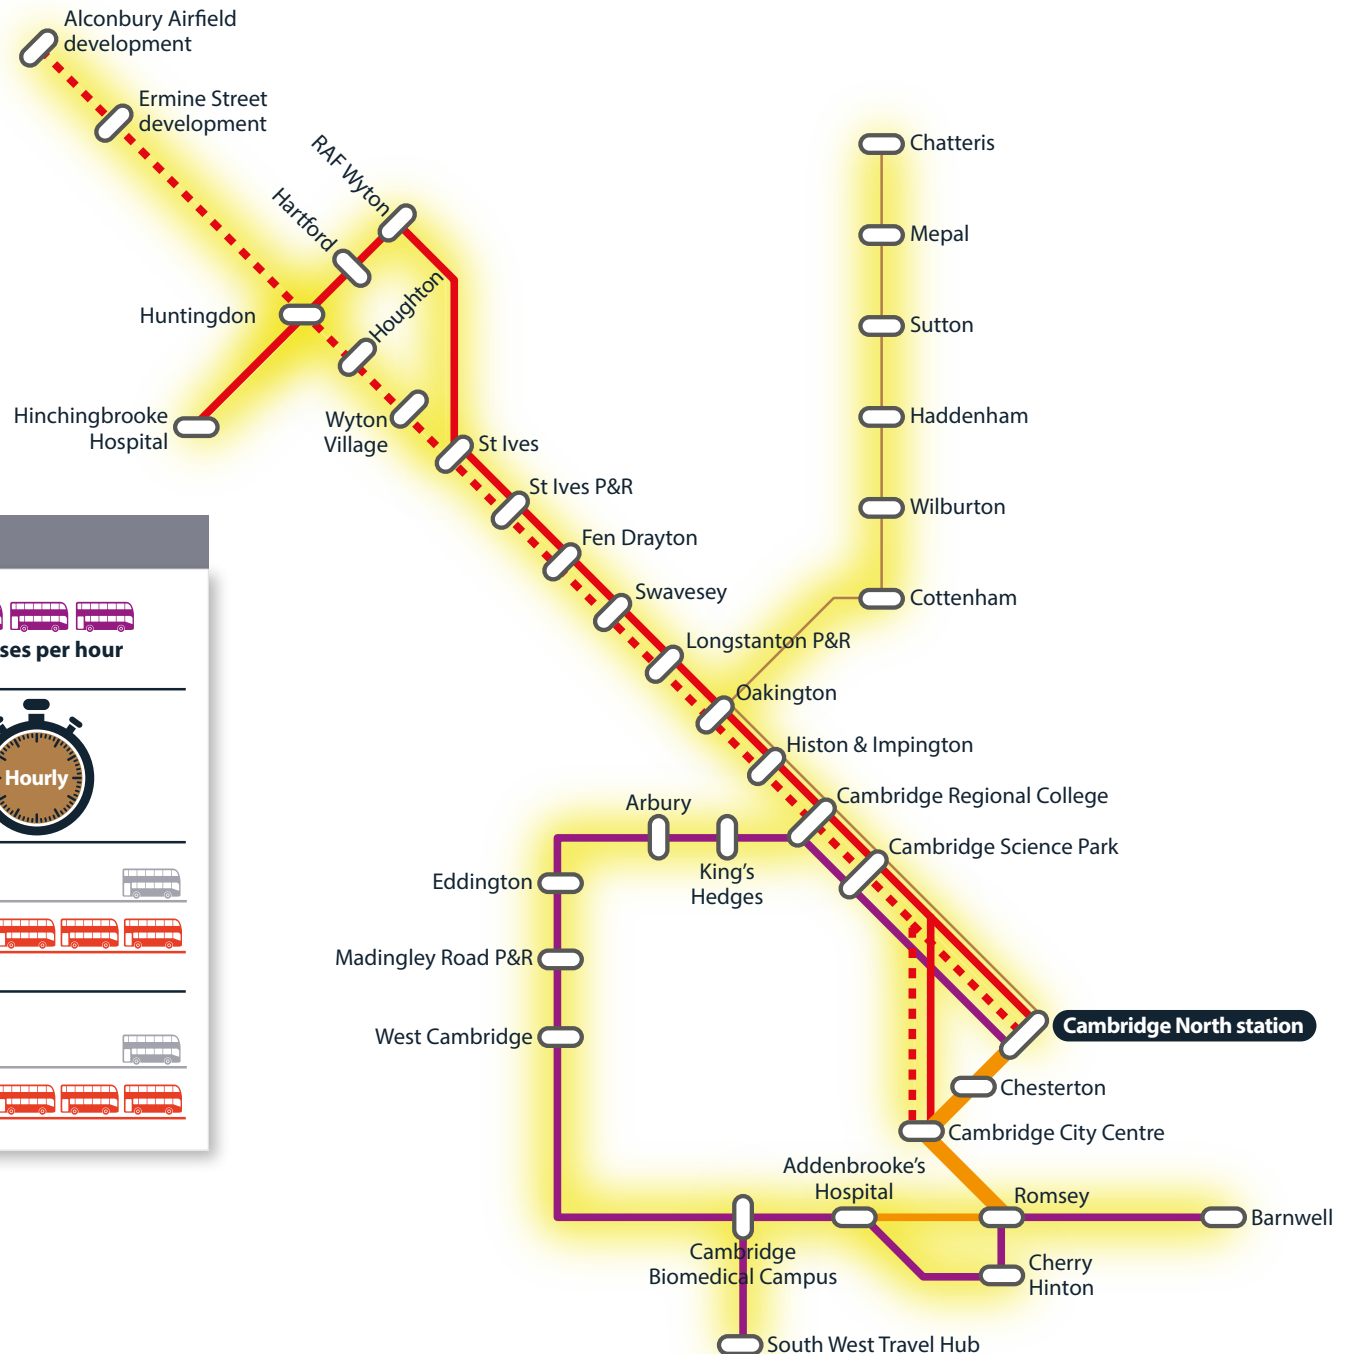 Alconbury Airfield
development
Ermine Street
development
RAF Wyton
Hartford
Huntingdon
Houghton
Hinchingbrooke
Hospital
Wyton
Village
St Ives
St Ives P&R
Fen Drayton
Swavesey
Longstanton P&R
Oakington
Histon & Impington
Cambridge Regional College
Cambridge Science Park
Chatteris
Mepal
Sutton
Haddenham
Wilburton
Cottenham
Arbury
King's
Hedges
Eddington
Madingley Road P&R
West Cambridge
Cambridge North station
Chesterton
Cambridge City Centre
Addenbrooke's
Hospital
Romsey
Barnwell
Cambridge
Biomedical Campus
Cherry
Hinton
South West Travel Hub
ses per hour
Hourly